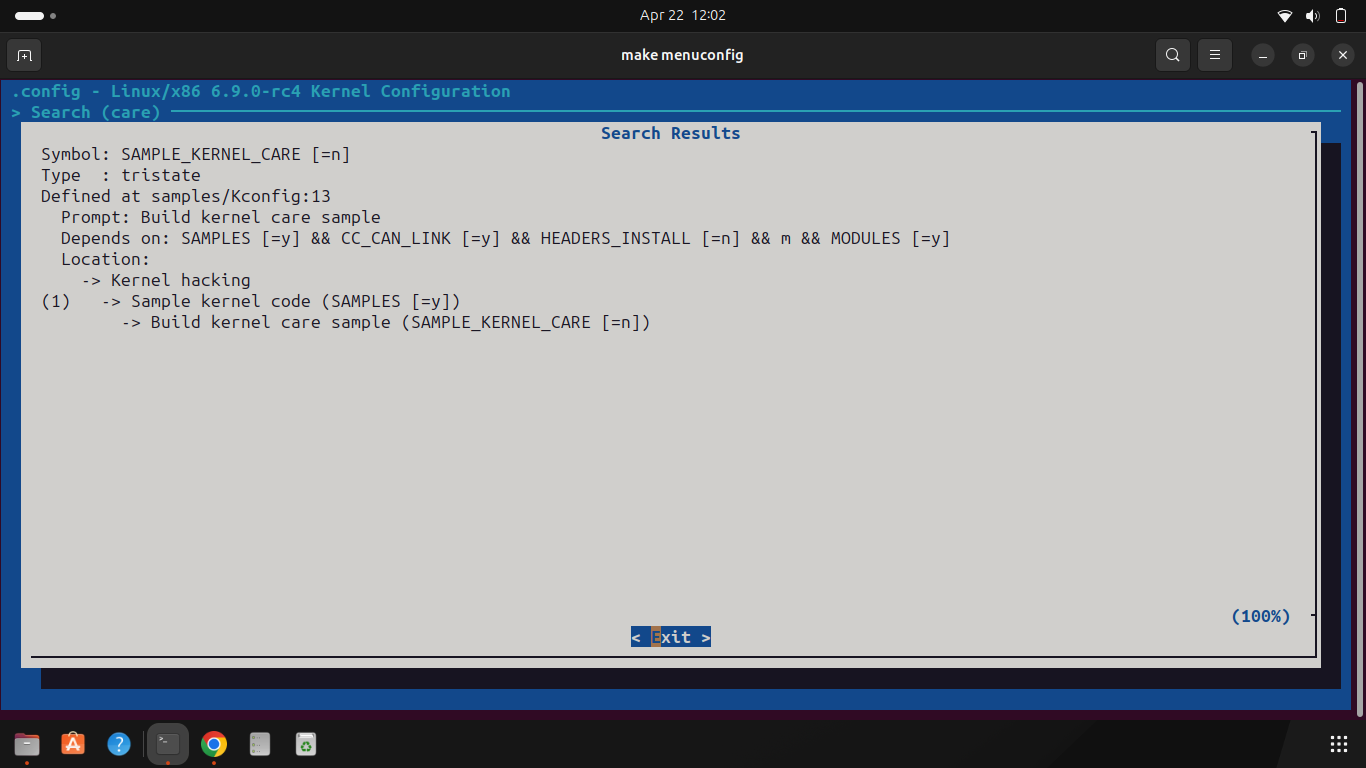 Apr 22 12:02
make menuconfig
.config - Linux/x86 6.9.0-rc4 Kernel Configuration
> Search (care)
Search Results
Symbol: SAMPLE_KERNEL_CARE [=n]
Type  : tristate
Defined at samples/Kconfig:13
Prompt: Build kernel care sample
Depends on: SAMPLES [=y] && CC_CAN_LINK [=y] && HEADERS_INSTALL [=n] && m && MODULES [=y]
Location:
-> Kernel hacking
(1)   -> Sample kernel code (SAMPLES [=y])
-> Build kernel care sample (SAMPLE_KERNEL_CARE [=n])
(100%)
< Exit >